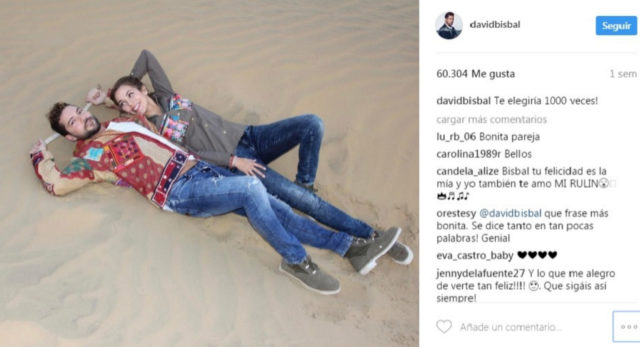 davidbisbal
Seguir
60.304 Me gusta
1 sem
davidbisbal Te elegiría 1000 veces!
cargar más comentarios
lu_rb_06 Bonita pareja
carolina1989r Bellos
candela_alize Bisbal tu felicidad es la
mía y yo también te amo MI RULIN
orestesy @davidbisbal que frase más
bonita. Se dice tanto en tan pocas
palabras! Genial
eva_castro_baby ♥♥♥♥
jennydelafuente27 Y lo que me alegro
de verte tan feliz!!!! 😍. Que sigáis así
siempre!
Añade un comentario...